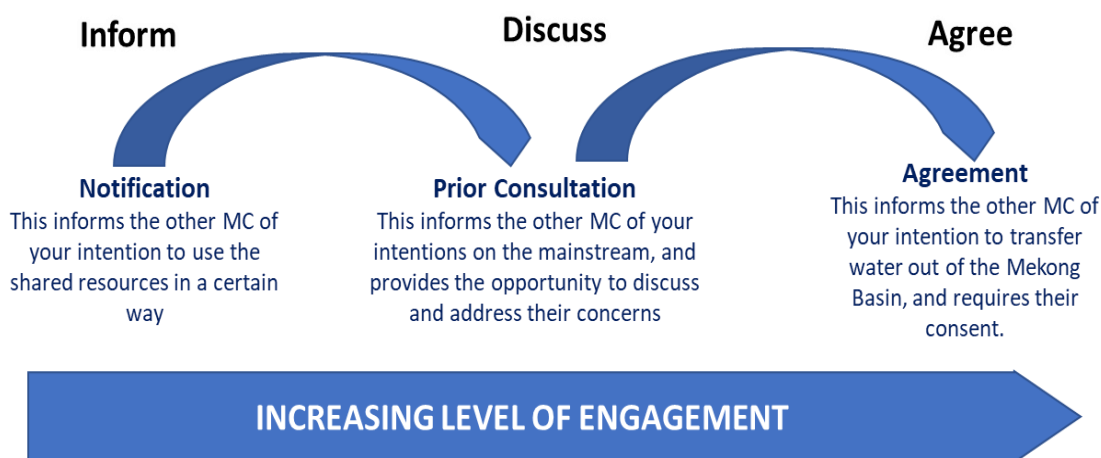 Inform
Discuss
Agree
Notification
This informs the other MC of
your intention to use the
shared resources in a certain
way
Prior Consultation
This informs the other MC of your
intentions on the mainstream, and
provides the opportunity to discuss
and address their concerns
Agreement
This informs the other MC of
your intention to transfer
water out of the Mekong
Basin, and requires their
consent.
INCREASING LEVEL OF ENGAGEMENT